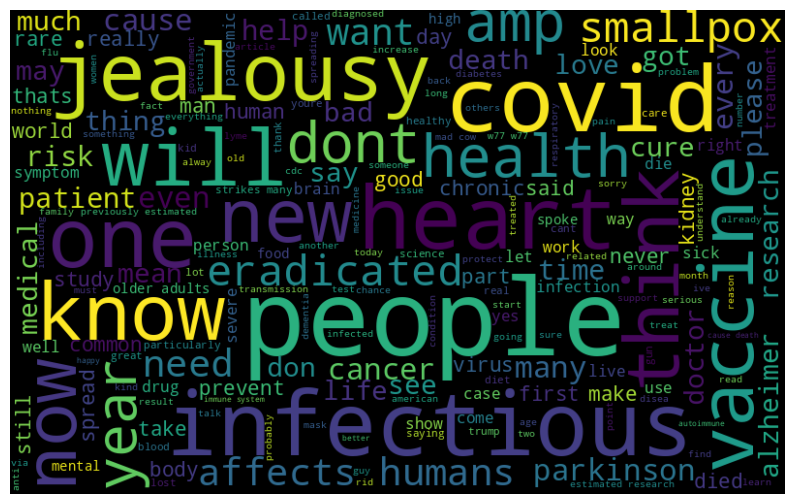 much
cause
help
want
amp
smallpox
called
diagnosed
high
rare
really
pandemic
day
death
look
got
flu
increase
may
jealousy
covid
love
every
please
treatment
women
government
article
actually
spreading
back
long
diabetes
problem
others
care
number
thats
nothing
fact
youre
man
human
bad
pain
world
thing
everything
will
dont
health
healthy
mad cow
w77 w77
respiratory
cure
right
something
thank
lyme
risk
kid
cdc
say
someone
die
symptom
alway
old
good
issue
chronic
said
sorry
patient
even
strikes many
brain
medicine
new
heart
think
kidney
understand
vaccine
research
family previously estimated
including
one
person
illness
another
treated
cant
spoke
way
already
today
science
work
related
let
never
sick
around
month
medical
lot
food
study
mean
eradicated
part
time
protect
infection
support
ive
serious
reason
doctor
must
older adults
transmission
test
chance
real
dementia
severe
start
yes
treat
know
people
condition
infected
going
sure
gun
well
common
particularly
cause death
happy
great
need
don
cancer
virus
many
live
read
spread
kind
drug
prevent
life
see
diet
case
first
make
use
disea
alzheimer
now
year
result
immune system
american
autoimmune
still
take
talk
infectious
mask
show
come
age
trump
two
saying
point
blood
probably
better
find
antia
via
mental
lost
body
affects
guy
rid
humans
parkinson
estimated research
died
learn